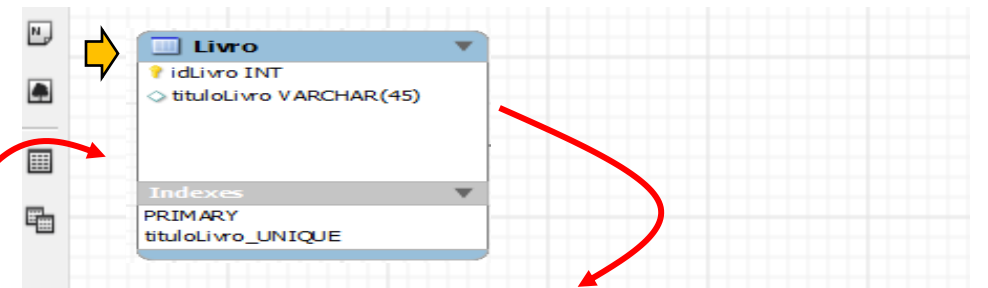 N
Livro
idLivro INT
tituloLivro VARCHAR(45)
Indexes
PRIMARY
tituloLivro_UNIQUE